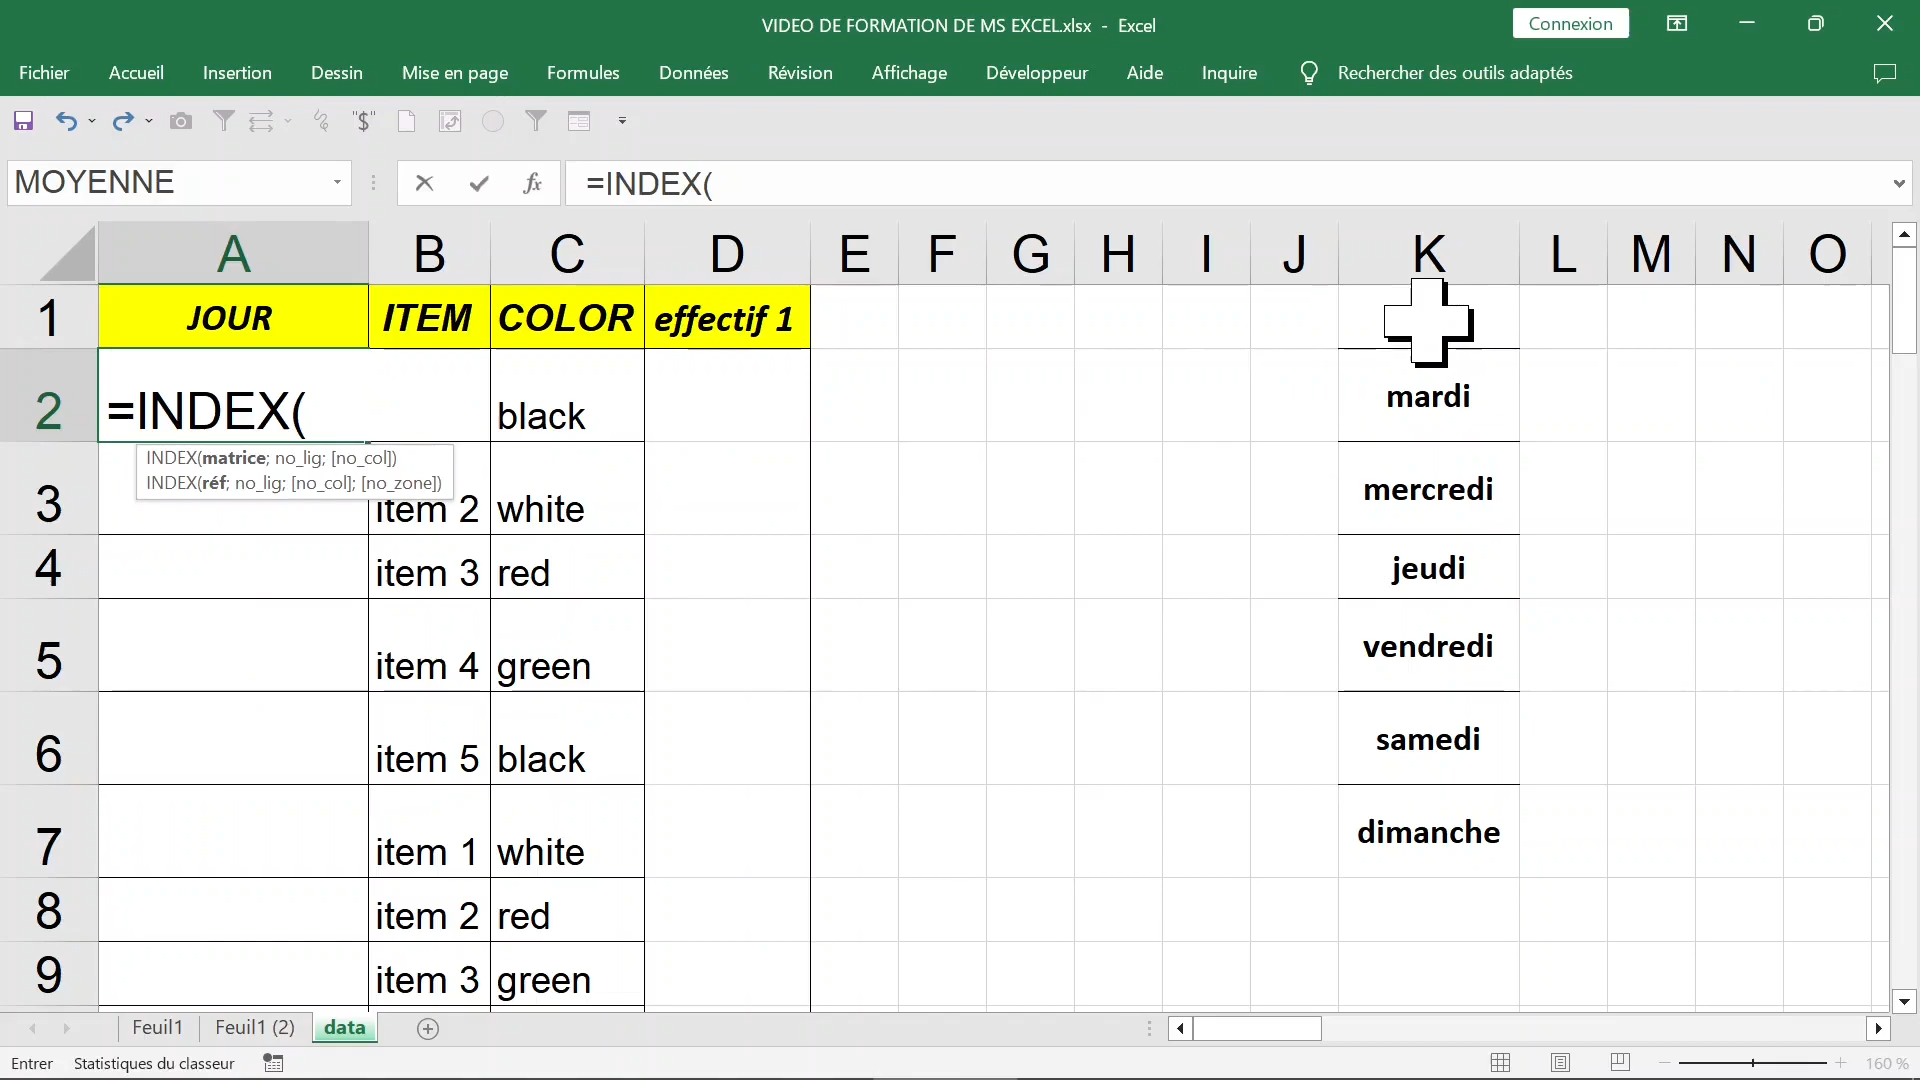 VIDEO DE FORMATION DE MS EXCEL.xlsx - Excel
Connexion
Fichier Accueil Insertion Dessin Mise en page Formules Données Révision Affichage Développeur Aide Inquire Rechercher des outils adaptés
"$"
MOYENNE fx =INDEX(
A B C D E F G H I J K L M N O
1 JOUR ITEM COLOR effectif 1
2 =INDEX( black mardi
INDEX(matrice; no_lig; [no_col])
INDEX(réf; no_lig; [no_col]; [no_zone])
3 item 2 white mercredi
4 item 3 red jeudi
5 item 4 green vendredi
6 item 5 black samedi
7 item 1 white dimanche
8 item 2 red
9 item 3 green
Feuil1 Feuil1 (2) data
Entrer Statistiques du classeur 160 %